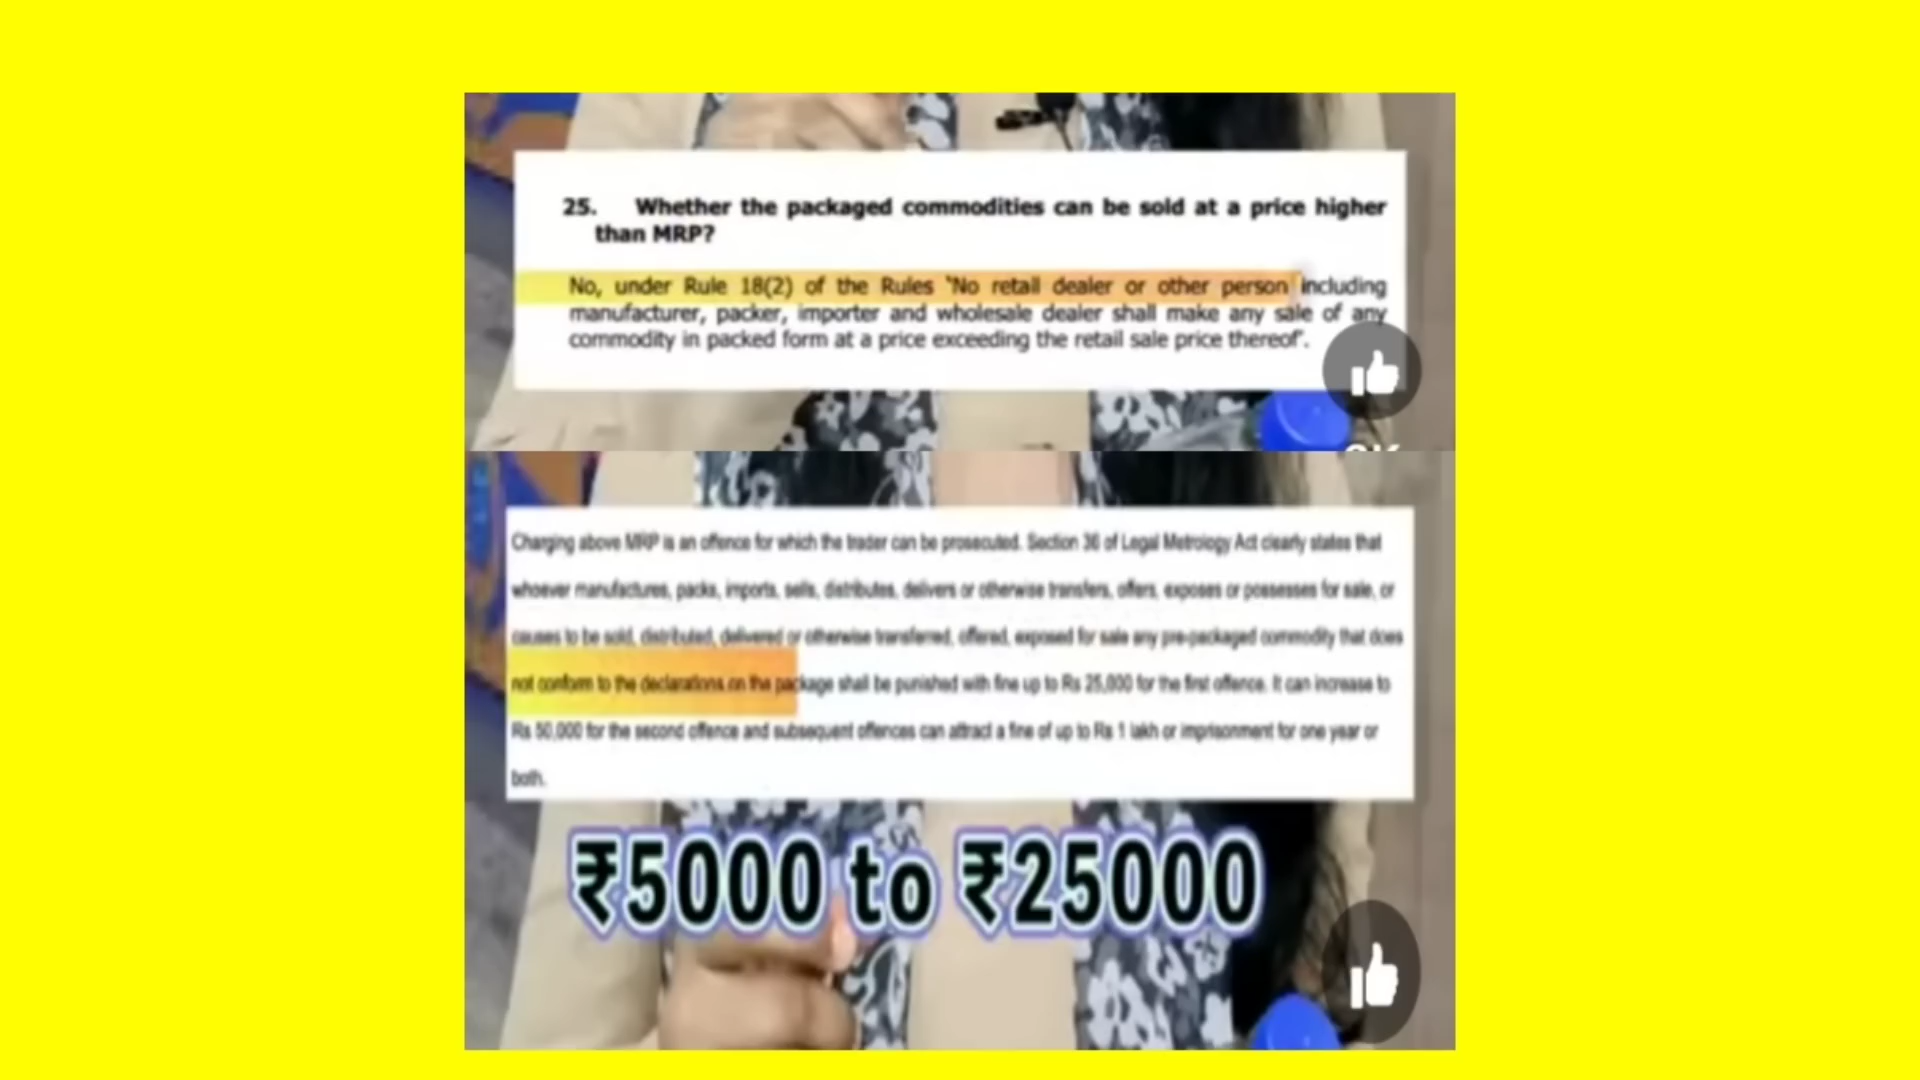 25. Whether the packaged commodities can be sold at a price higher
than MRP?
No, under Rule 18(2) of the Rules 'No retail dealer or other person including
manufacturer, packer, importer and wholesale dealer shall make any sale of any
commodity in packed form at a price exceeding the retail sale price thereof'.
Charging above MRP is an offence for which the trader can be prosecuted. Section 36 of Legal Metrology Act clearly states that
whoever manufactures, packs, imports, sells, distributes, delivers or otherwise transfers, offers, exposes or possesses for sale, or
causes to be sold, distributed, delivered or otherwise transferred, offered, exposed for sale any pre-packaged commodity that does
not conform to the declarations on the package shall be punished with fine up to Rs 25,000 for the first offence. It can increase to
Rs 50,000 for the second offence and subsequent offences can attract a fine of up to Rs 1 lakh or imprisonment for one year or
both.
₹5000 to ₹25000